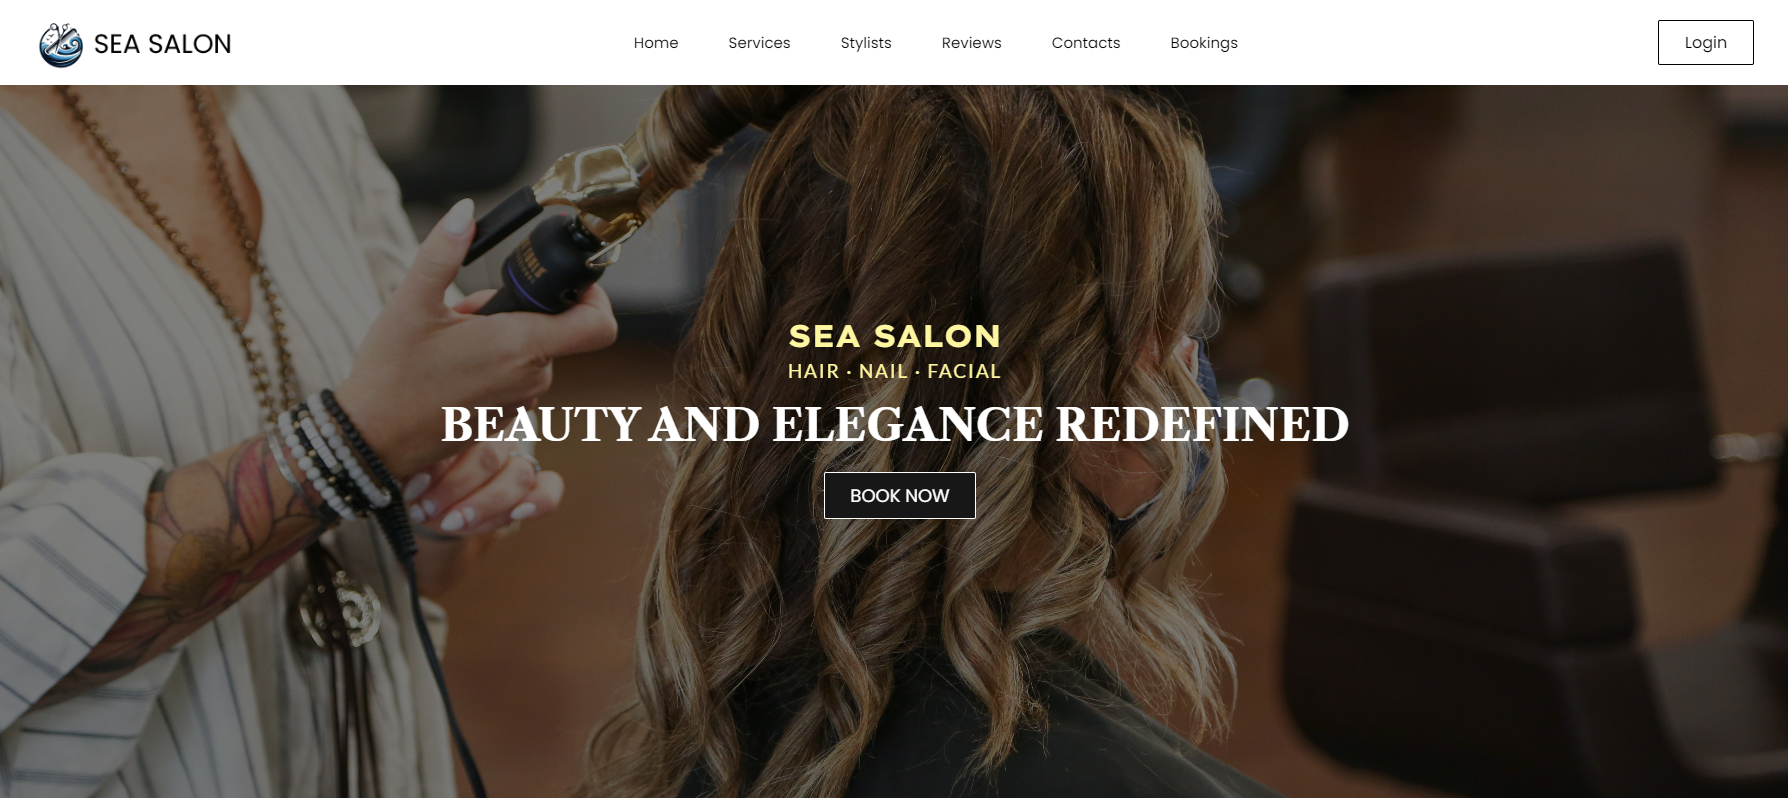 SEA SALON
Home Services Stylists Reviews Contacts Bookings
Login
SEA SALON
HAIR · NAIL · FACIAL
BEAUTY AND ELEGANCE REDEFINED
BOOK NOW